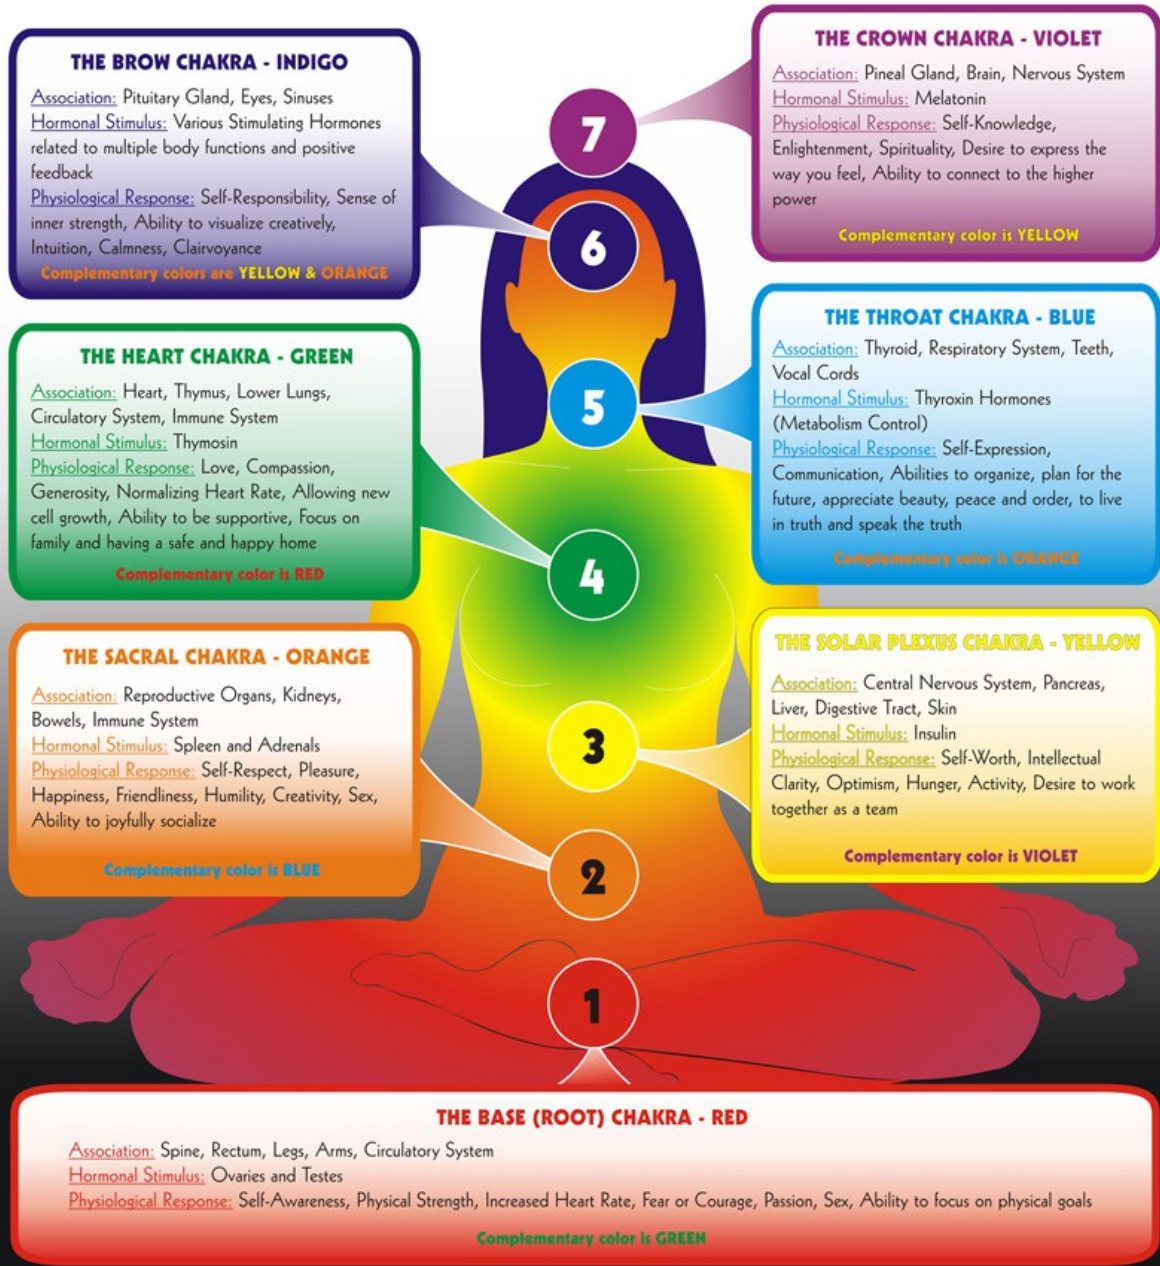 THE BROW CHAKRA - INDIGO
Association: Pituitary Gland, Eyes, Sinuses
Hormonal Stimulus: Various Stimulating Hormones
related to multiple body functions and positive
feedback
Physiological Response: Self-Responsibility, Sense of
inner strength, Ability to visualize creatively,
Intuition, Calmness, Clairvoyance
Complementary colors are YELLOW & ORANGE
THE CROWN CHAKRA - VIOLET
Association: Pineal Gland, Brain, Nervous System
Hormonal Stimulus: Melatonin
Physiological Response: Self-Knowledge,
Enlightenment, Spirituality, Desire to express the
way you feel, Ability to connect to the higher
power
Complementary color is YELLOW
7
6
THE HEART CHAKRA - GREEN
Association: Heart, Thymus, Lower Lungs,
Circulatory System, Immune System
Hormonal Stimulus: Thymosin
Physiological Response: Love, Compassion,
Generosity, Normalizing Heart Rate, Allowing new
cell growth, Ability to be supportive, Focus on
family and having a safe and happy home
Complementary color is RED
THE THROAT CHAKRA - BLUE
Association: Thyroid, Respiratory System, Teeth,
Vocal Cords
Hormonal Stimulus: Thyroxin Hormones
(Metabolism Control)
Physiological Response: Self-Expression,
Communication, Abilities to organize, plan for the
future, appreciate beauty, peace and order, to live
in truth and speak the truth
Complementary color is ORANGE
5
4
THE SACRAL CHAKRA - ORANGE
Association: Reproductive Organs, Kidneys,
Bowels, Immune System
Hormonal Stimulus: Spleen and Adrenals
Physiological Response: Self-Respect, Pleasure,
Happiness, Friendliness, Humility, Creativity, Sex,
Ability to joyfully socialize
Complementary color is BLUE
THE SOLAR PLEXUS CHAKRA - YELLOW
Association: Central Nervous System, Pancreas,
Liver, Digestive Tract, Skin
Hormonal Stimulus: Insulin
Physiological Response: Self-Worth, Intellectual
Clarity, Optimism, Hunger, Activity, Desire to work
together as a team
Complementary color is VIOLET
3
2
1
THE BASE (ROOT) CHAKRA - RED
Association: Spine, Rectum, Legs, Arms, Circulatory System
Hormonal Stimulus: Ovaries and Testes
Physiological Response: Self-Awareness, Physical Strength, Increased Heart Rate, Fear or Courage, Passion, Sex, Ability to focus on physical goals
Complementary color is GREEN